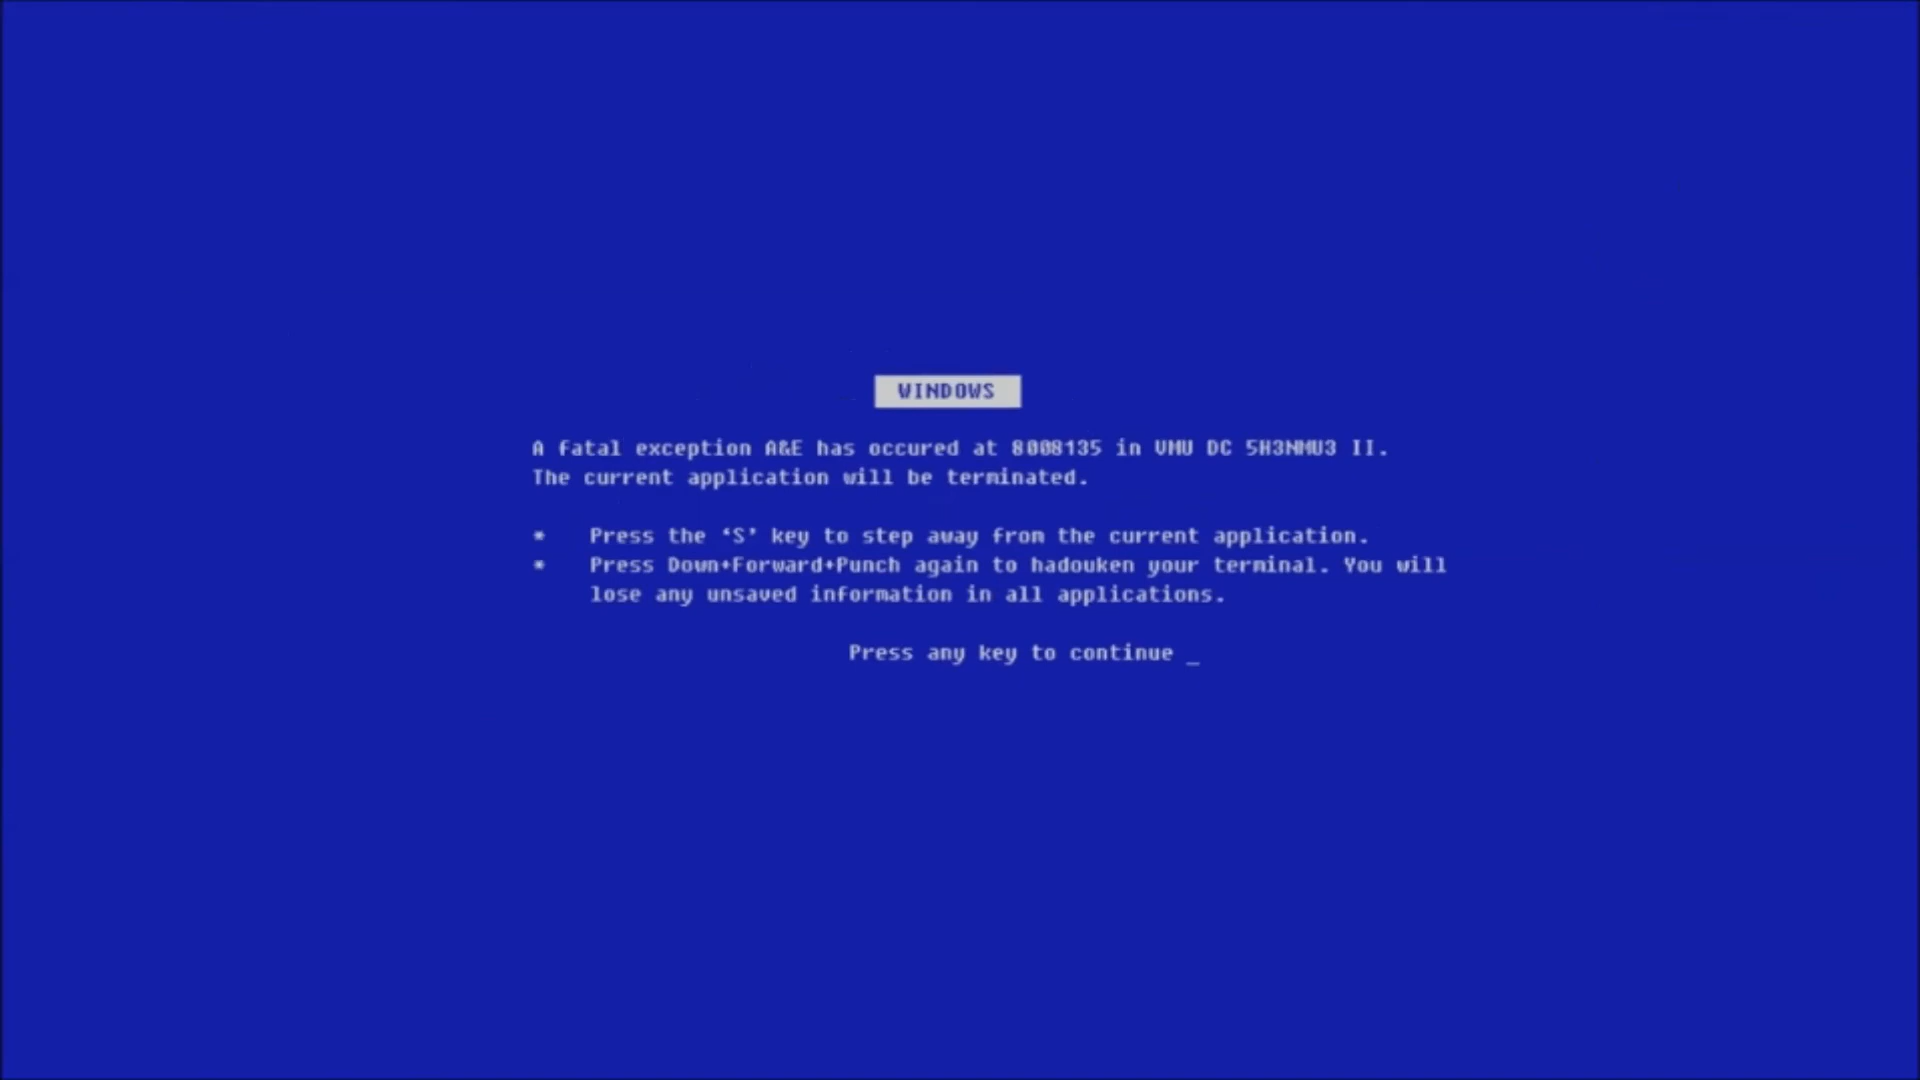 WINDOWS
A fatal exception A&E has occured at 8008135 in VMU DC 5H3NMU3 II.
The current application will be terminated.
* Press the ‘S’ key to step away from the current application.
* Press Down+Forward+Punch again to hadouken your terminal. You will
lose any unsaved information in all applications.
Press any key to continue _